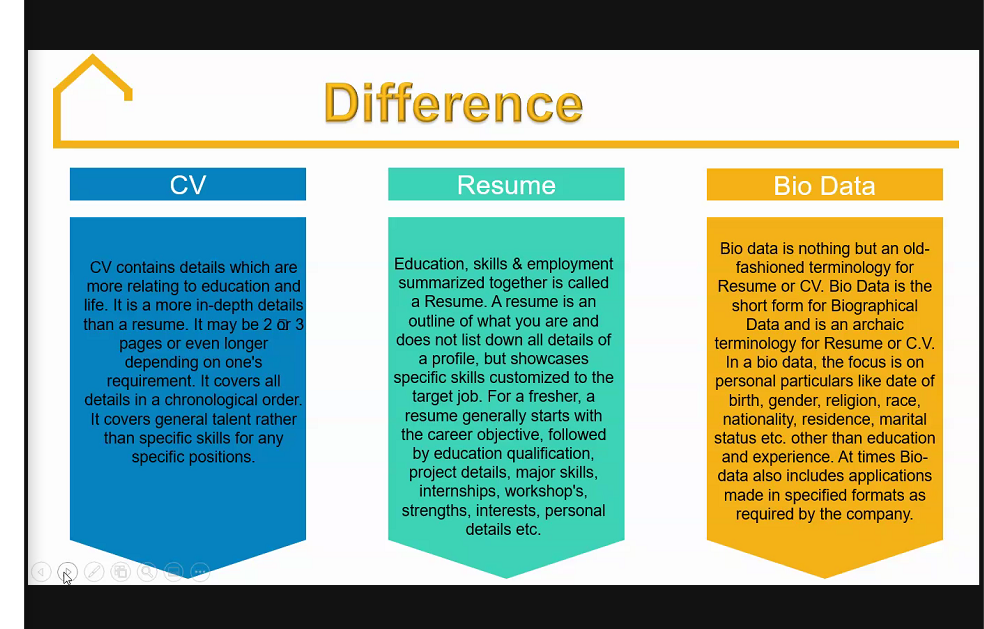 Difference
CV
CV contains details which are
more relating to education and
life. It is a more in-depth details
than a resume. It may be 2 or 3
pages or even longer
depending on one's
requirement. It covers all
details in a chronological order.
It covers general talent rather
than specific skills for any
specific positions.
Resume
Education, skills & employment
summarized together is called
a Resume. A resume is an
outline of what you are and
does not list down all details of
a profile, but showcases
specific skills customized to the
target job. For a fresher, a
resume generally starts with
the career objective, followed
by education qualification,
project details, major skills,
internships, workshop's,
strengths, interests, personal
details etc.
Bio Data
Bio data is nothing but an old-
fashioned terminology for
Resume or CV. Bio Data is the
short form for Biographical
Data and is an archaic
terminology for Resume or C.V.
In a bio data, the focus is on
personal particulars like date of
birth, gender, religion, race,
nationality, residence, marital
status etc. other than education
and experience. At times Bio-
data also includes applications
made in specified formats as
required by the company.